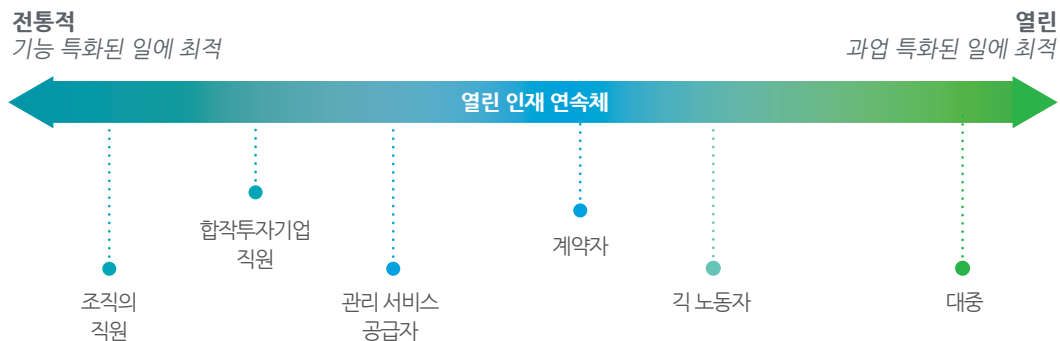 전통적
기능 특화된 일에 최적
열린
과업 특화된 일에 최적
열린 인재 연속체
조직의
직원
합작투자기업
직원
관리 서비스
공급자
계약자
긱 노동자
대중